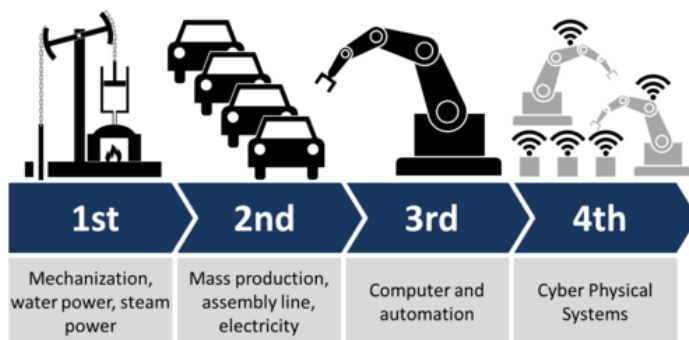 1st
2nd
3rd
4th
Mechanization,
water power, steam
power
Mass production,
assembly line,
electricity
Computer and
automation
Cyber Physical
Systems